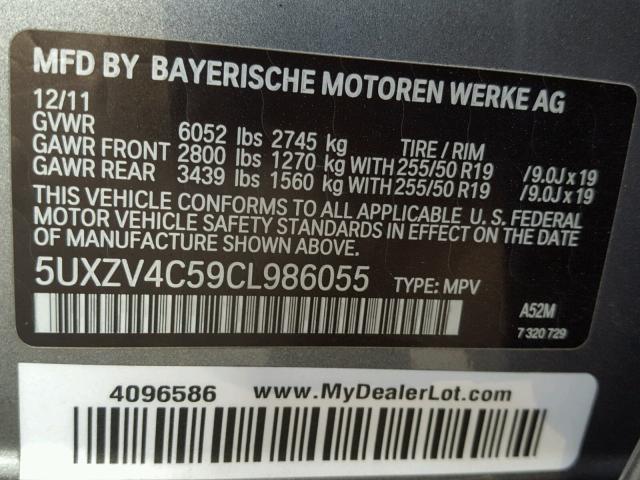 MFD BY BAYERISCHE MOTOREN WERKE AG
12/11
GVWR 6052 lbs 2745 kg TIRE / RIM
GAWR FRONT 2800 lbs 1270 kg WITH 255/50 R19 /9.0J x 19
GAWR REAR 3439 lbs 1560 kg WITH 255/50 R19 /9.0J x 19
THIS VEHICLE CONFORMS TO ALL APPLICABLE U. S. FEDERAL
MOTOR VEHICLE SAFETY STANDARDS IN EFFECT ON THE DATE
OF MANUFACTURE SHOWN ABOVE.
5UXZV4C59CL986055 TYPE: MPV
A52M
7 320 729
4096586 www.MyDealerLot.com